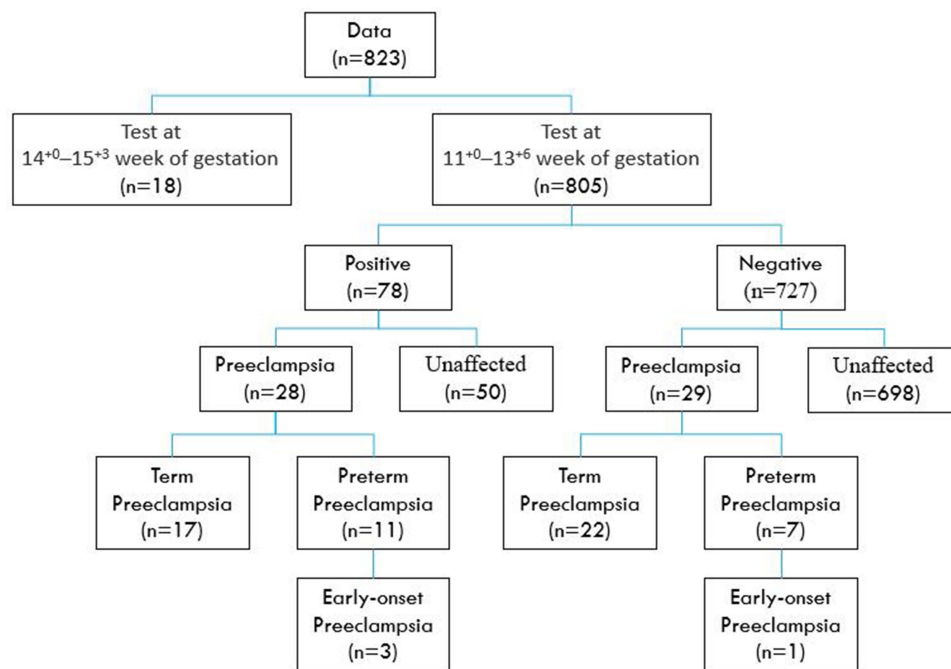 Data
(n=823)
Test at
14⁺⁰–15⁺³ week of gestation
(n=18)
Test at
11⁺⁰–13⁺⁶ week of gestation
(n=805)
Positive
(n=78)
Negative
(n=727)
Preeclampsia
(n=28)
Unaffected
(n=50)
Preeclampsia
(n=29)
Unaffected
(n=698)
Term
Preeclampsia
(n=17)
Preterm
Preeclampsia
(n=11)
Term
Preeclampsia
(n=22)
Preterm
Preeclampsia
(n=7)
Early-onset
Preeclampsia
(n=3)
Early-onset
Preeclampsia
(n=1)